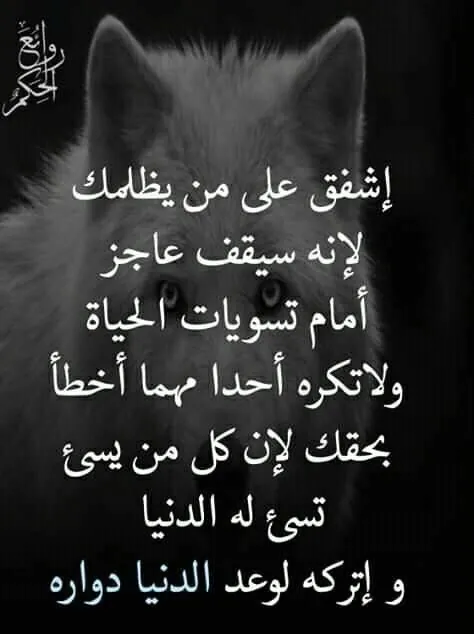 روائع
الحكم
إشفق على من يظلمك
لإنه سيقف عاجز
أمام تسويات الحياة
ولاتكره أحدا مهما أخطأ
بحقك لإن كل من يسئ
تسئ له الدنيا
و إتركه لوعد الدنيا دواره